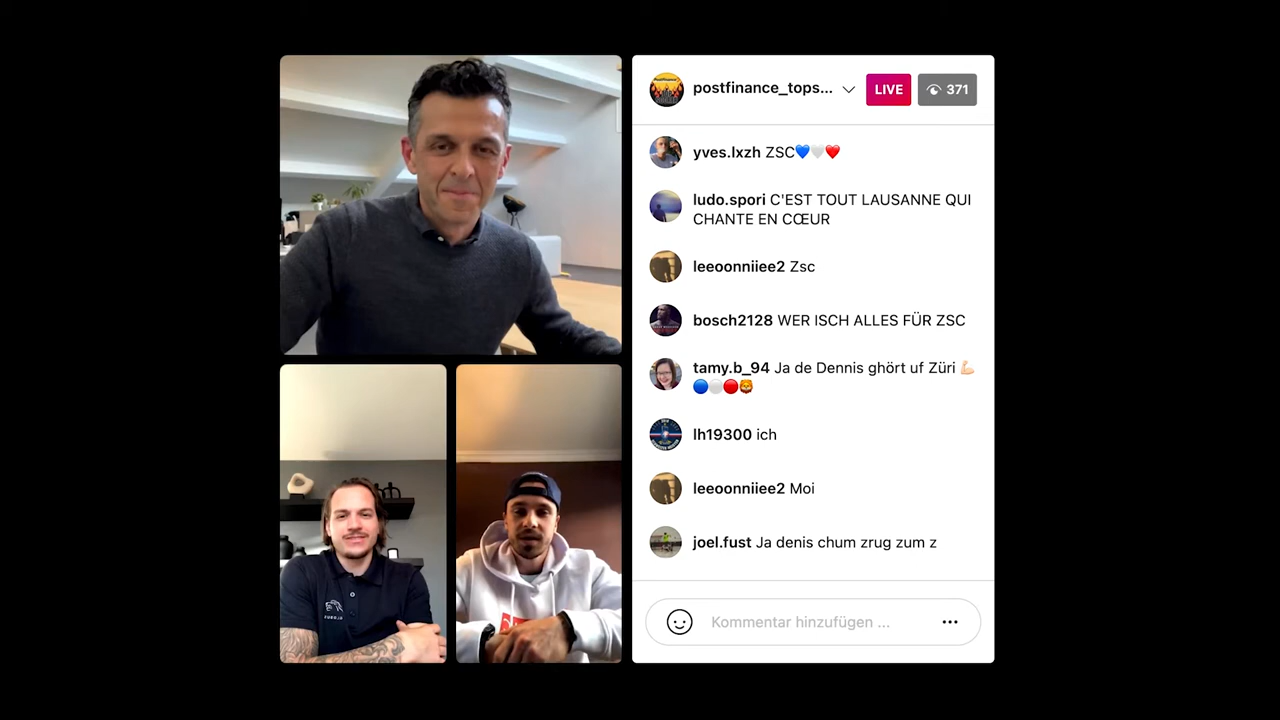 postfinance_tops...
LIVE
371
yves.lxzh ZSC💙🤍❤️
ludo.spori C'EST TOUT LAUSANNE QUI
CHANTE EN CŒUR
leeoonniiee2 Zsc
bosch2128 WER ISCH ALLES FÜR ZSC
tamy.b_94 Ja de Dennis ghört uf Züri 💪🏻
🔵⚪🔴🦁
lh19300 ich
leeoonniiee2 Moi
joel.fust Ja denis chum zrug zum z
Kommentar hinzufügen ...